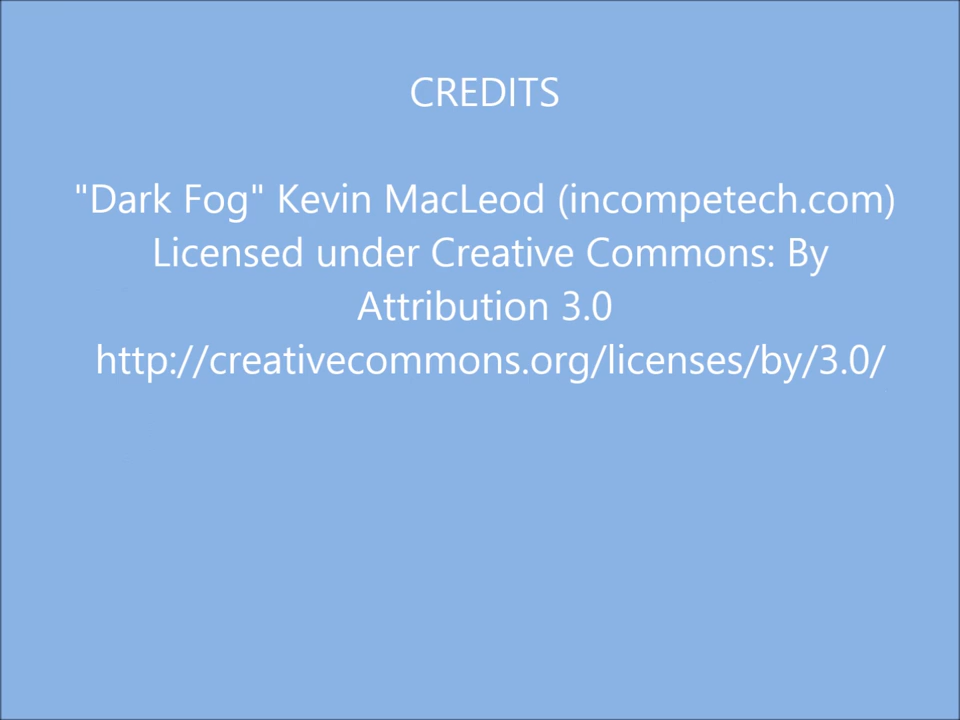 CREDITS
"Dark Fog" Kevin MacLeod (incompetech.com)
Licensed under Creative Commons: By
Attribution 3.0
http://creativecommons.org/licenses/by/3.0/